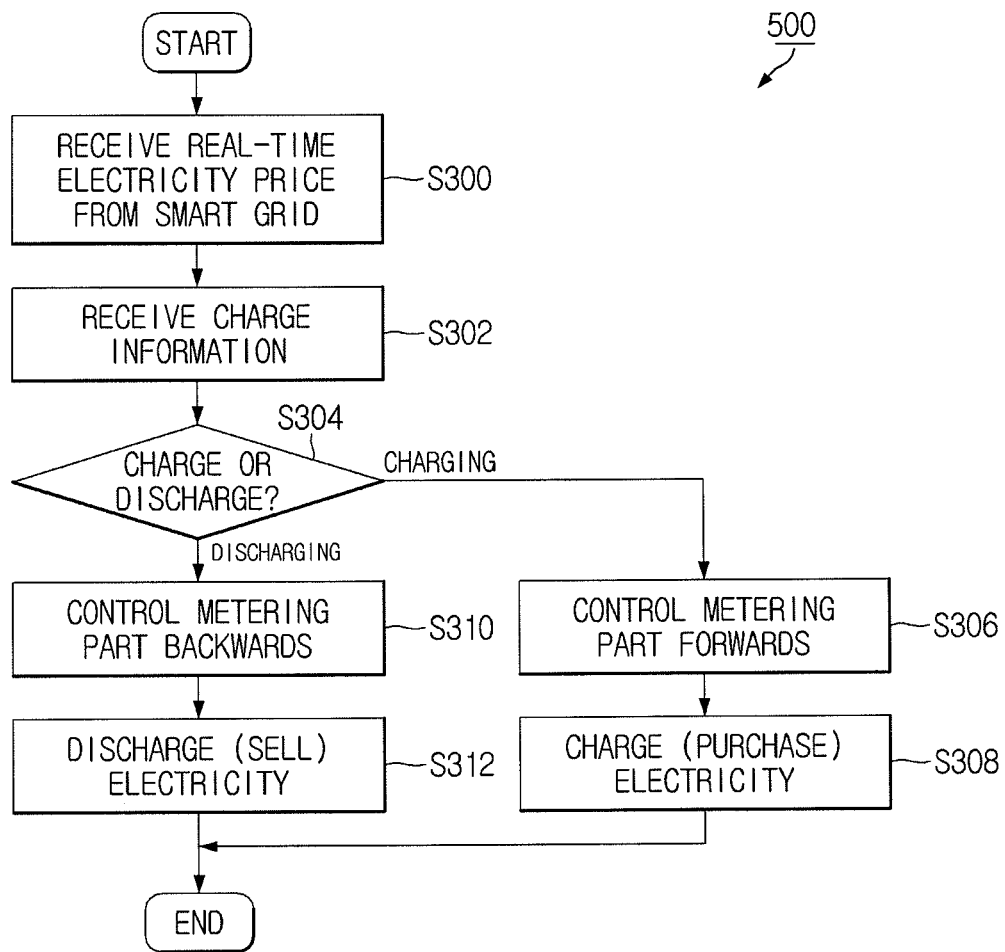 START
500
RECEIVE REAL-TIME
ELECTRICITY PRICE
FROM SMART GRID
S300
RECEIVE CHARGE
INFORMATION
S302
S304
CHARGE OR
DISCHARGE?
CHARGING
DISCHARGING
CONTROL METERING
PART BACKWARDS
S310
CONTROL METERING
PART FORWARDS
S306
DISCHARGE (SELL)
ELECTRICITY
S312
CHARGE (PURCHASE)
ELECTRICITY
S308
END